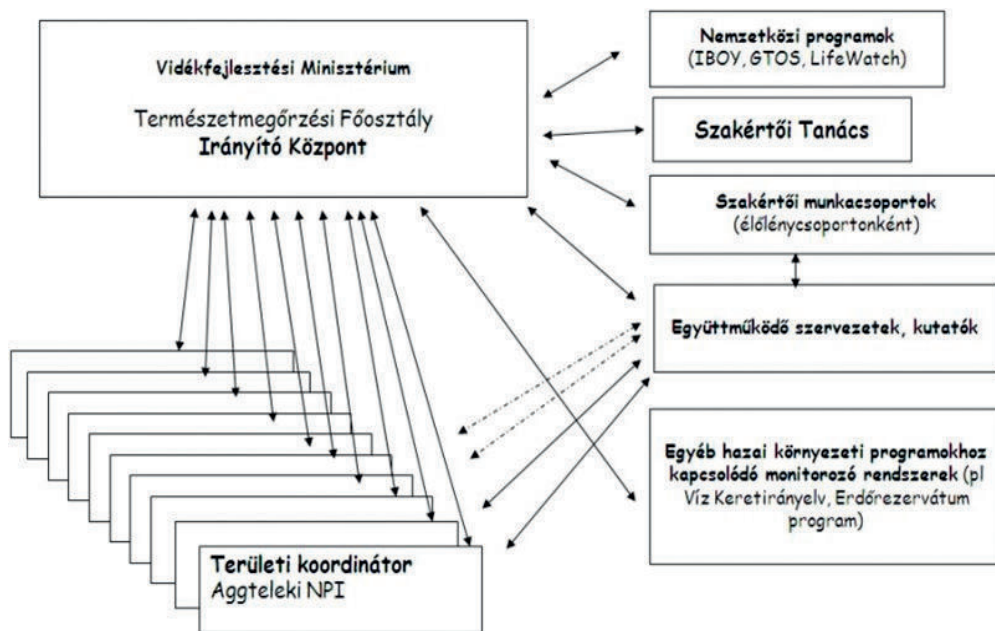 Vidékfejlesztési Minisztérium
Természetmegőrzési Főosztály
Irányító Központ
Nemzetközi programok
(IBOY, GTOS, LifeWatch)
Szakértői Tanács
Szakértői munkacsoportok
(élőlénycsoportonként)
Együttműködő szervezetek, kutatók
Egyéb hazai környezeti programokhoz
kapcsolódó monitorozó rendszerek (pl
Víz Keretirányelv, Erdőrezervátum
program)
Területi koordinátor
Aggteleki NPI